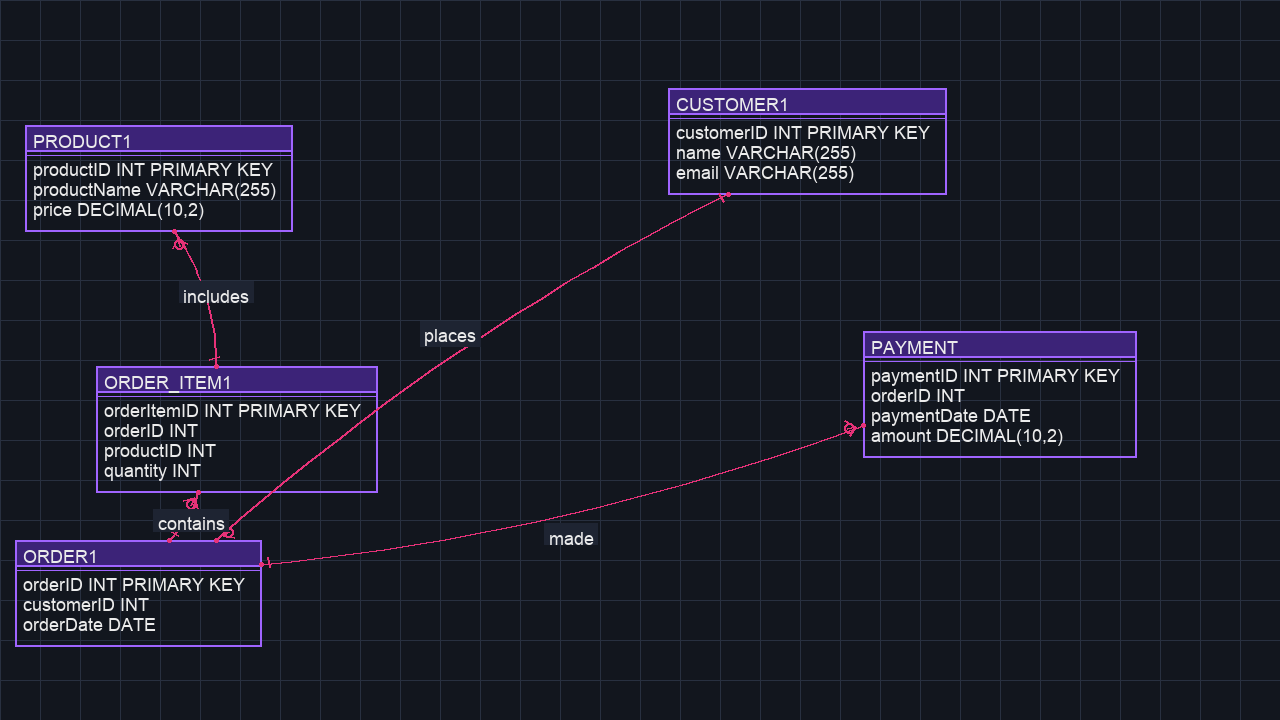 CUSTOMER1
customerID INT PRIMARY KEY
name VARCHAR(255)
email VARCHAR(255)
PRODUCT1
productID INT PRIMARY KEY
productName VARCHAR(255)
price DECIMAL(10,2)
includes
places
PAYMENT
paymentID INT PRIMARY KEY
orderID INT
paymentDate DATE
amount DECIMAL(10,2)
ORDER_ITEM1
orderItemID INT PRIMARY KEY
orderID INT
productID INT
quantity INT
contains
made
ORDER1
orderID INT PRIMARY KEY
customerID INT
orderDate DATE